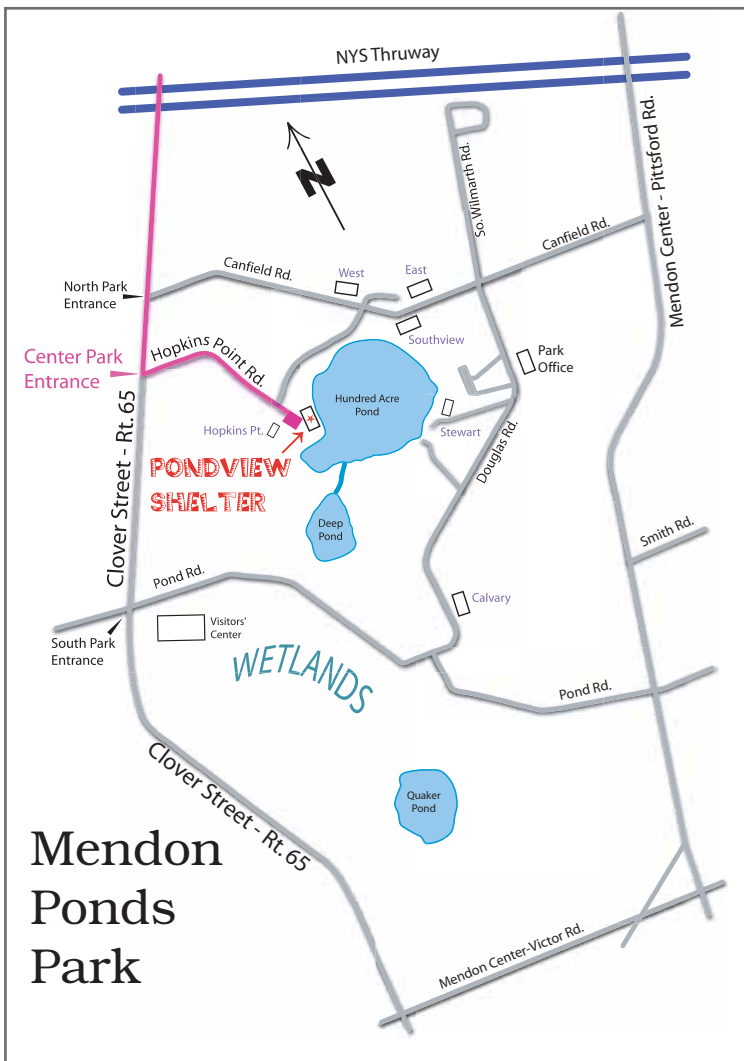 NYS Thruway
N
So. Wilmarth Rd.
Mendon Center - Pittsford Rd.
Canfield Rd.
Canfield Rd.
West
East
North Park
Entrance
Southview
Center Park
Entrance
Hopkins Point Rd.
Park
Office
Hundred Acre
Pond
Hopkins Pt.
Stewart
Clover Street - Rt. 65
PONDVIEW
SHELTER
Douglas Rd.
Deep
Pond
Smith Rd.
Pond Rd.
Calvary
Visitors'
Center
South Park
Entrance
WETLANDS
Pond Rd.
Clover Street - Rt. 65
Quaker
Pond
Mendon
Ponds
Park
Mendon Center-Victor Rd.